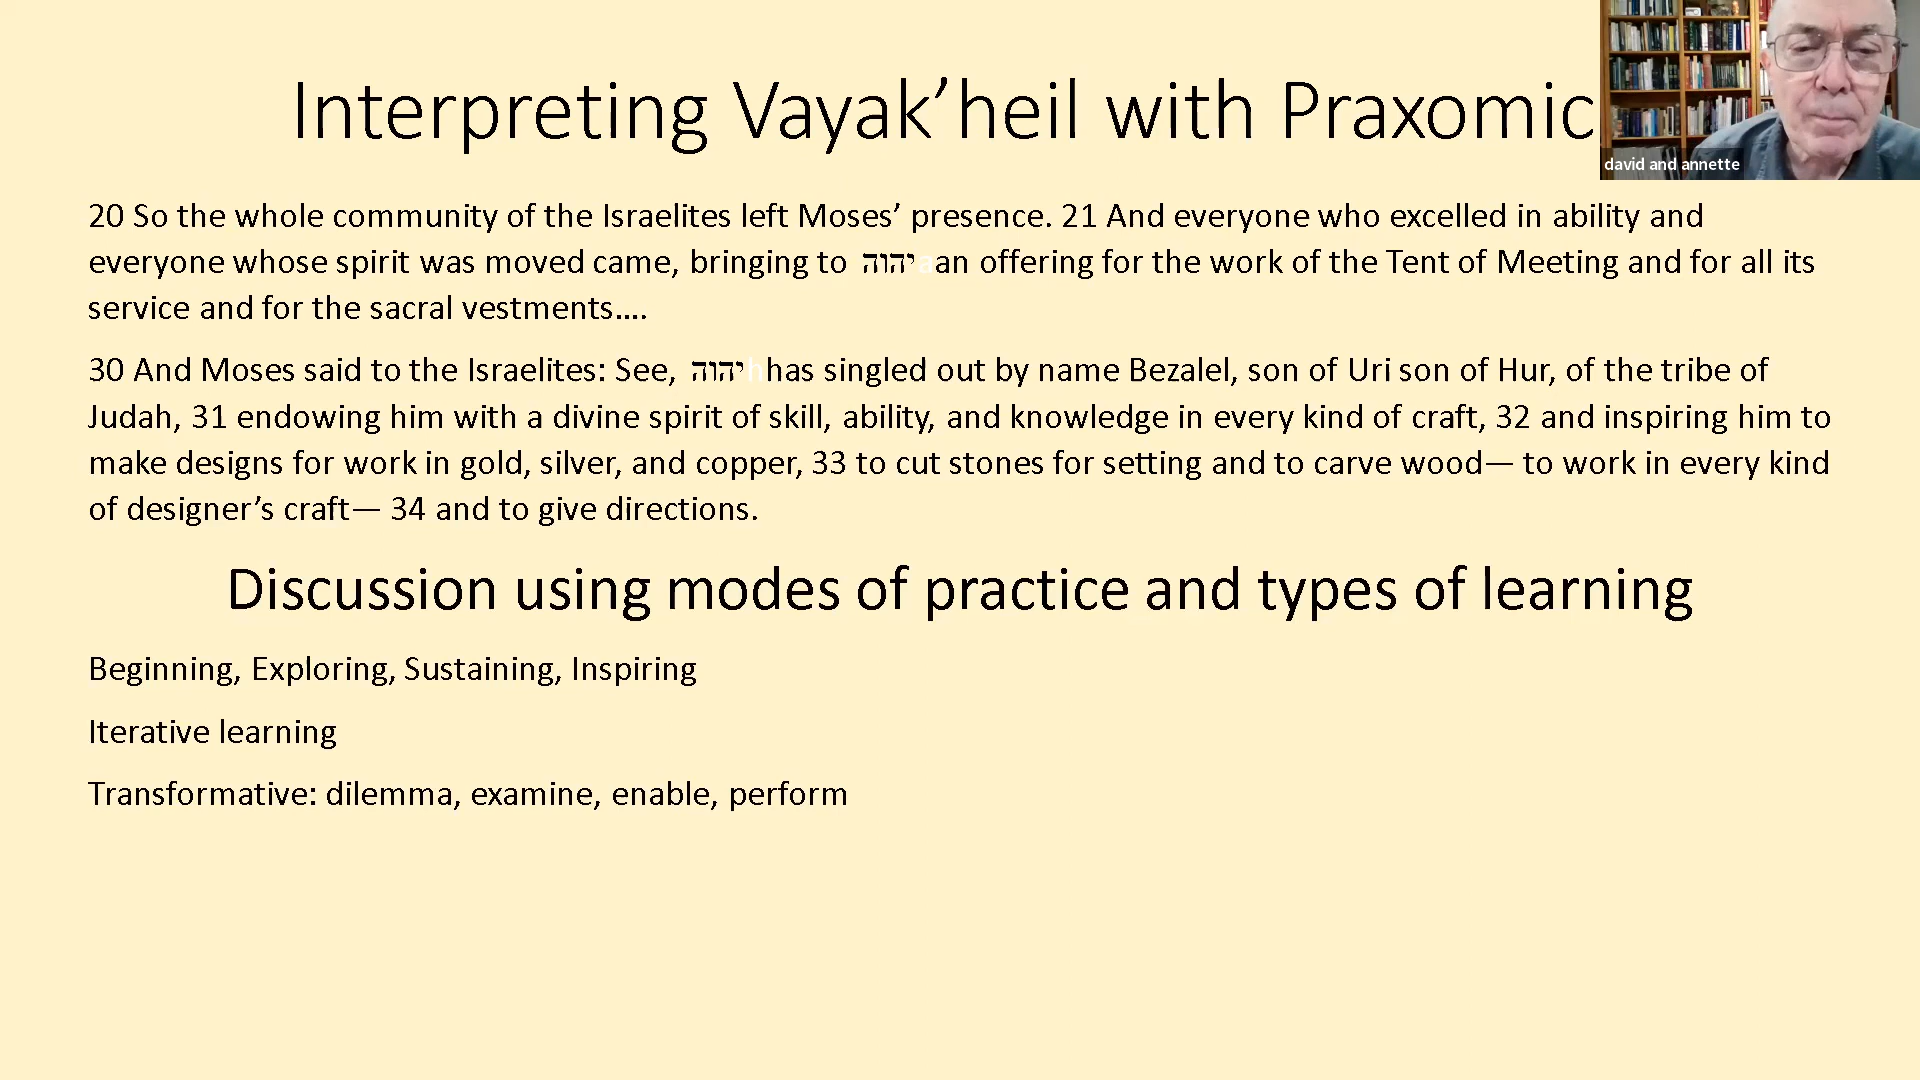 Interpreting Vayak’heil with Praxomic
david and annette
20 So the whole community of the Israelites left Moses’ presence. 21 And everyone who excelled in ability and
everyone whose spirit was moved came, bringing to יהוה aan offering for the work of the Tent of Meeting and for all its
service and for the sacral vestments….
30 And Moses said to the Israelites: See, יהוה hhas singled out by name Bezalel, son of Uri son of Hur, of the tribe of
Judah, 31 endowing him with a divine spirit of skill, ability, and knowledge in every kind of craft, 32 and inspiring him to
make designs for work in gold, silver, and copper, 33 to cut stones for setting and to carve wood— to work in every kind
of designer’s craft— 34 and to give directions.
Discussion using modes of practice and types of learning
Beginning, Exploring, Sustaining, Inspiring
Iterative learning
Transformative: dilemma, examine, enable, perform